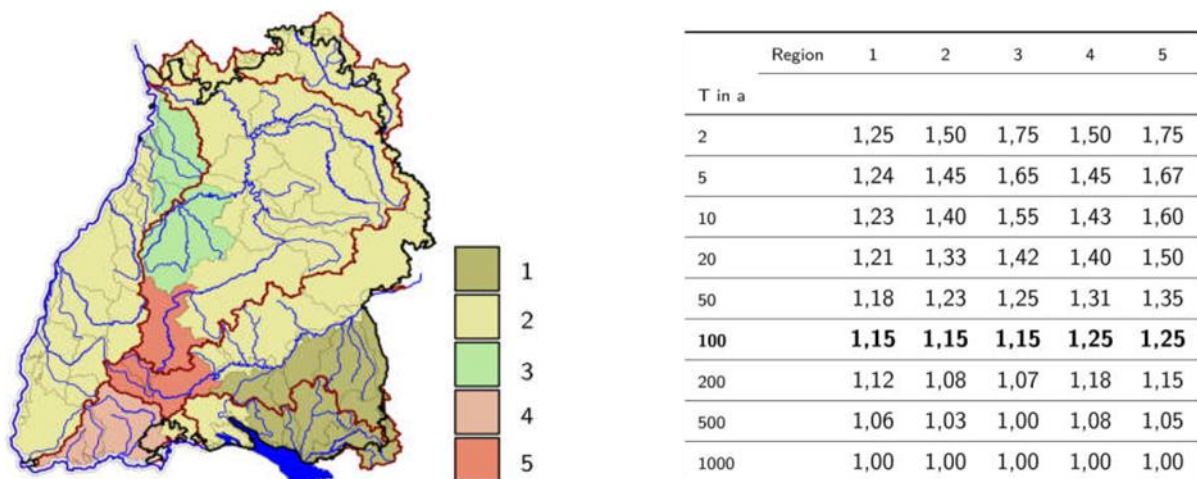 1
2
3
4
5
Region 1 2 3 4 5
T in a
2 1,25 1,50 1,75 1,50 1,75
5 1,24 1,45 1,65 1,45 1,67
10 1,23 1,40 1,55 1,43 1,60
20 1,21 1,33 1,42 1,40 1,50
50 1,18 1,23 1,25 1,31 1,35
100 1,15 1,15 1,15 1,25 1,25
200 1,12 1,08 1,07 1,18 1,15
500 1,06 1,03 1,00 1,08 1,05
1000 1,00 1,00 1,00 1,00 1,00